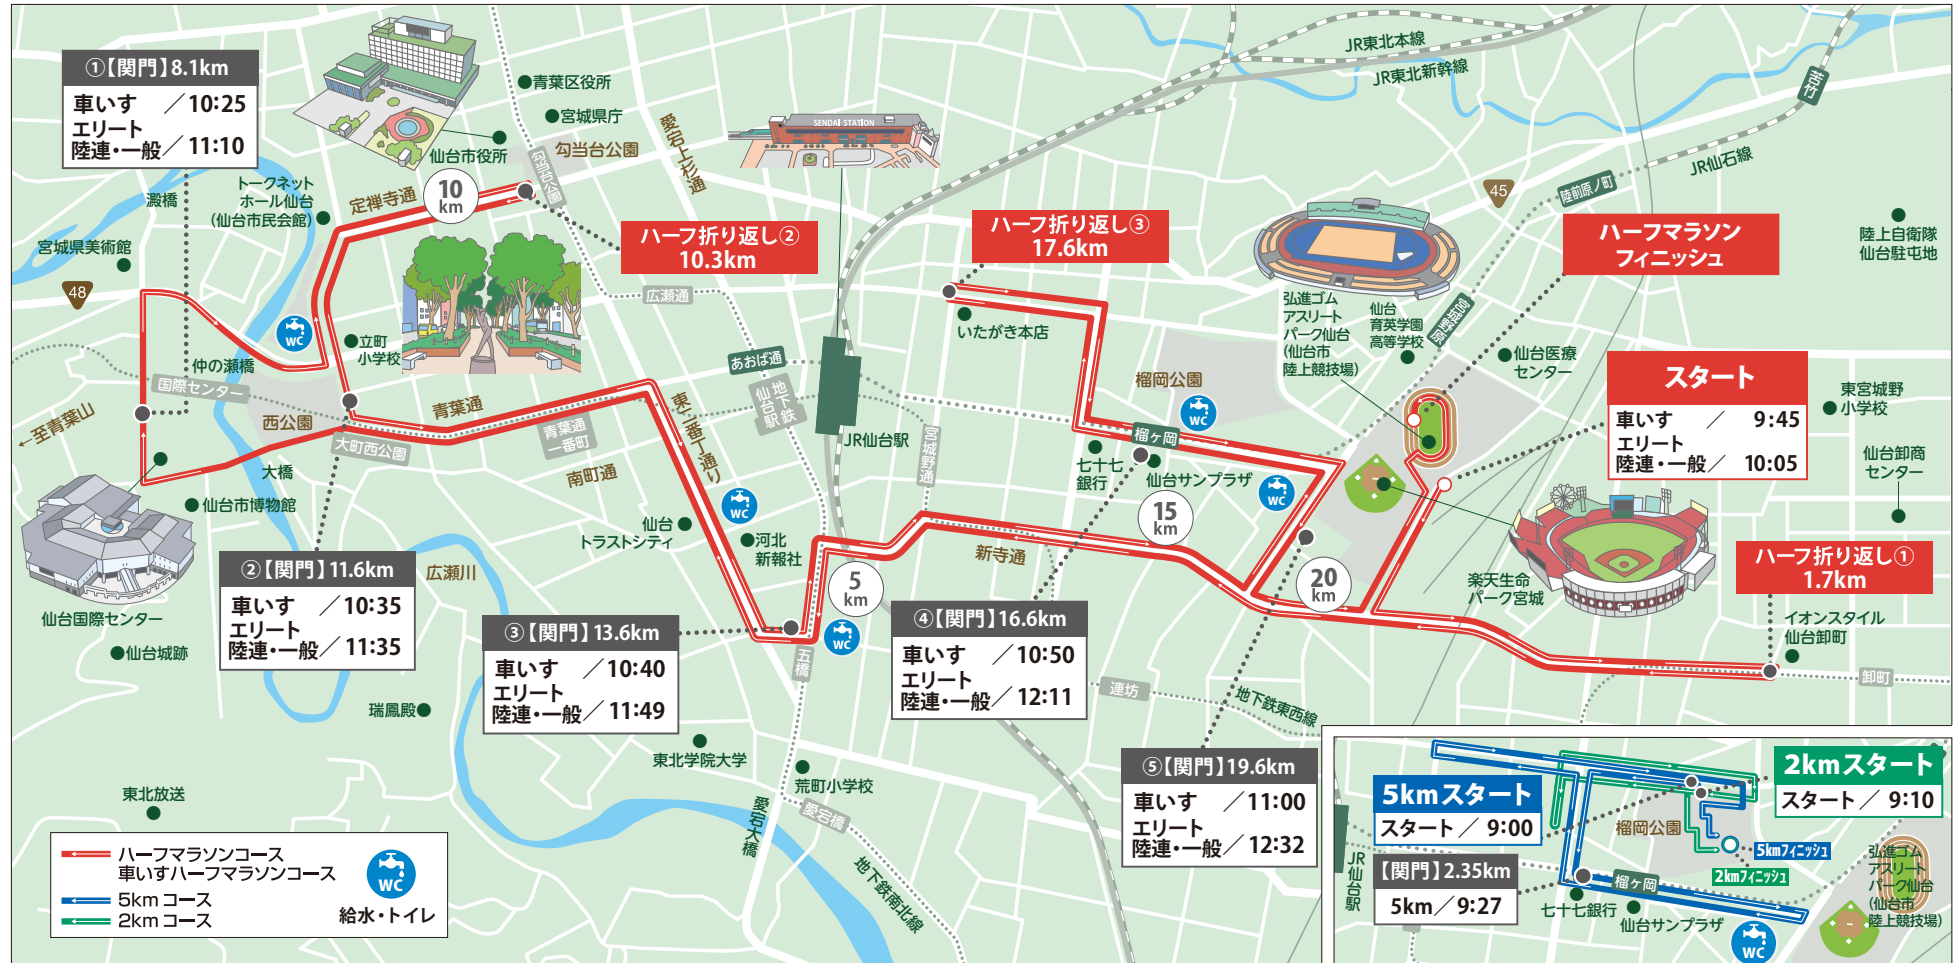 ①【関門】8.1km
車いす ／10:25
エリート
陸連・一般／11:10
青葉区役所
宮城県庁
仙台市役所
勾当台公園
勾当台公園
愛宕上杉通
SENDAI STATION
JR東北本線
JR東北新幹線
苦竹
JR仙石線
陸前原ノ町
45
澱橋
トークネット
ホール仙台
(仙台市民会館)
定禅寺通
10
km
宮城県美術館
48
ハーフ折り返し②
10.3km
ハーフ折り返し③
17.6km
ハーフマラソン
フィニッシュ
陸上自衛隊
仙台駐屯地
広瀬通
いたがき本店
弘進ゴム
アスリート
パーク仙台
(仙台市
陸上競技場)
仙台
育英学園
高等学校
宮城野原
仙台医療
センター
スタート
車いす ／ 9:45
エリート
陸連・一般／ 10:05
WC
立町
小学校
仲の瀬橋
国際センター
西公園
←至青葉山
青葉通
大町西公園
青葉通
一番町
あおば通
地下鉄
仙台駅
JR仙台駅
東二番丁通り
南町通
宮城野通
榴岡公園
WC
榴ヶ岡
七十七
銀行
仙台サンプラザ
東宮城野
小学校
仙台卸商
センター
大橋
仙台市博物館
仙台国際センター
仙台城跡
仙台
トラストシティ
WC
河北
新報社
15
km
WC
新寺通
5
km
WC
20
km
楽天生命
パーク宮城
ハーフ折り返し①
1.7km
イオンスタイル
仙台卸町
卸町
②【関門】11.6km
車いす ／10:35
エリート
陸連・一般／ 11:35
広瀬川
③【関門】13.6km
車いす ／10:40
エリート
陸連・一般／11:49
五橋
④【関門】16.6km
車いす ／10:50
エリート
陸連・一般／ 12:11
連坊
地下鉄東西線
瑞鳳殿
東北学院大学
荒町小学校
愛宕大橋
愛宕橋
地下鉄南北線
東北放送
⑤【関門】19.6km
車いす ／11:00
エリート
陸連・一般／12:32
ハーフマラソンコース
車いすハーフマラソンコース
5kmコース
2kmコース
WC
給水・トイレ
5kmスタート
スタート／ 9:00
2kmスタート
スタート／ 9:10
【関門】2.35km
5km／9:27
JR仙台駅
榴岡公園
5kmフィニッシュ
2kmフィニッシュ
榴ヶ岡
七十七銀行
仙台サンプラザ
WC
弘進ゴム
アスリート
パーク仙台
(仙台市
陸上競技場)